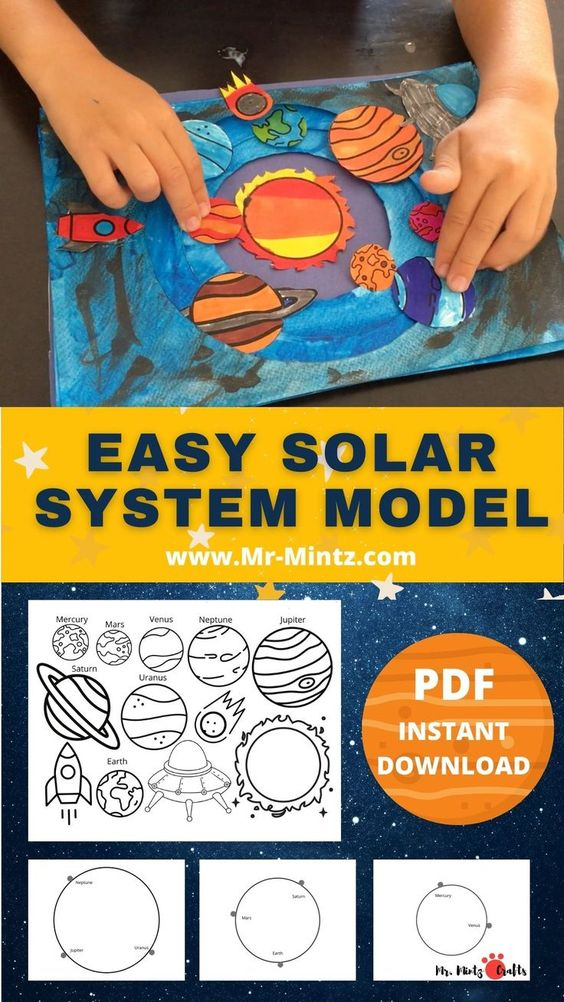 EASY SOLAR
SYSTEM MODEL
www.Mr-Mintz.com
Mercury
Mars
Venus
Neptune
Jupiter
Saturn
Uranus
Earth
PDF
INSTANT
DOWNLOAD
Neptune
Jupiter
Uranus
Saturn
Mars
Earth
Mercury
Venus
Mr. Mintz Crafts